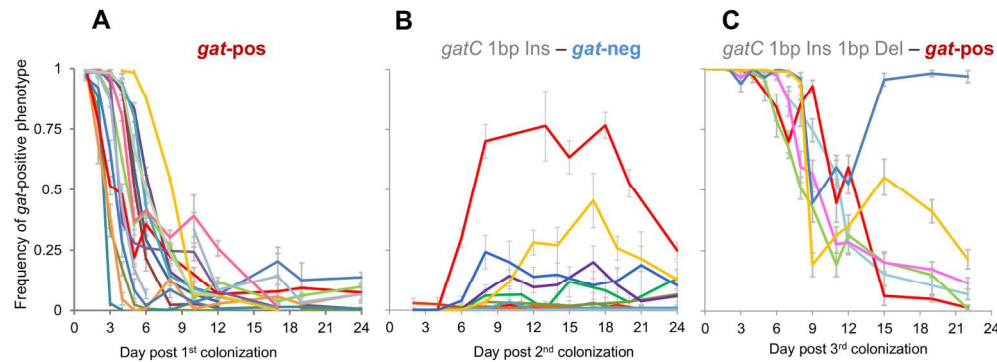 A
gat-pos
B
gatC 1bp Ins – gat-neg
C
gatC 1bp Ins 1bp Del – gat-pos
Frequency of gat-positive phenotype
1
0.75
0.5
0.25
0
0 3 6 9 12 15 18 21 24
Day post 1st colonization
0 3 6 9 12 15 18 21 24
Day post 2nd colonization
0 3 6 9 12 15 18 21 24
Day post 3rd colonization